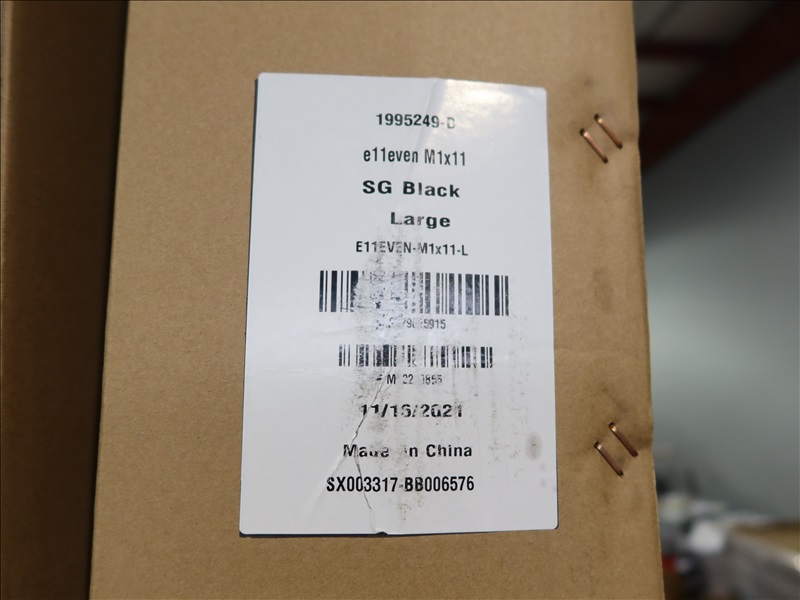 1995249-D
e11even M1x11
SG Black
Large
E11EVEN-M1x11-L
11/16/2021
Made in China
SX003317-BB006576